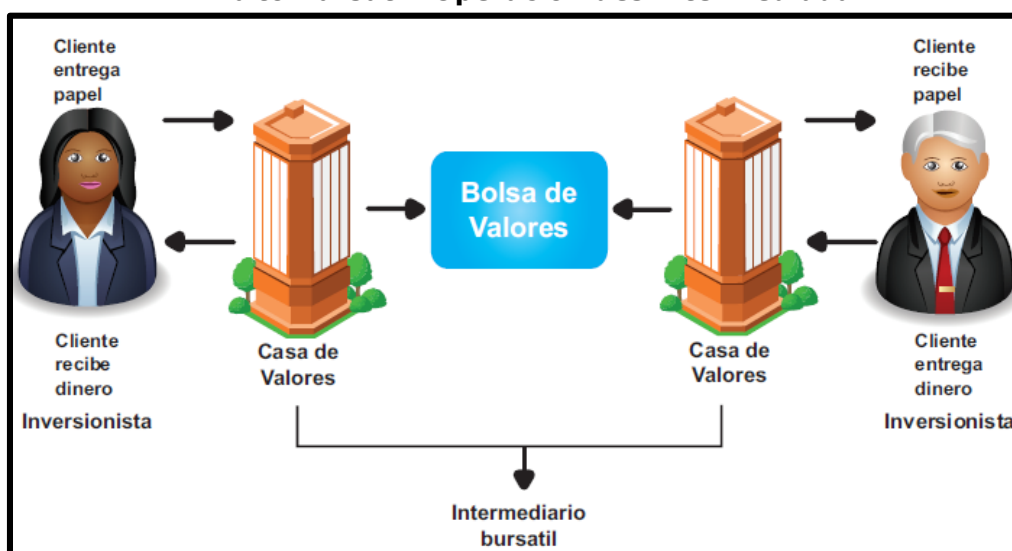 Cliente
entrega
papel
Cliente
recibe
papel
Bolsa de
Valores
Cliente
recibe
dinero
Inversionista
Casa de
Valores
Casa de
Valores
Cliente
entrega
dinero
Inversionista
Intermediario
bursatil